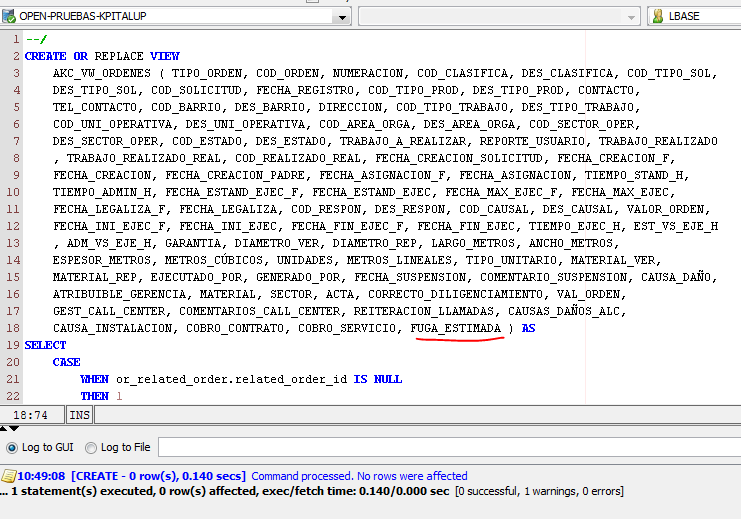 OPEN-PRUEBAS-KPITALUP
LBASE
1 --/
2 CREATE OR REPLACE VIEW
3 AKC_VW_ORDENES ( TIPO_ORDEN, COD_ORDEN, NUMERACION, COD_CLASIFICA, DES_CLASIFICA, COD_TIPO_SOL,
4 DES_TIPO_SOL, COD_SOLICITUD, FECHA_REGISTRO, COD_TIPO_PROD, DES_TIPO_PROD, CONTACTO,
5 TEL_CONTACTO, COD_BARRIO, DES_BARRIO, DIRECCION, COD_TIPO_TRABAJO, DES_TIPO_TRABAJO,
6 COD_UNI_OPERATIVA, DES_UNI_OPERATIVA, COD_AREA_ORGA, DES_AREA_ORGA, COD_SECTOR_OPER,
7 DES_SECTOR_OPER, COD_ESTADO, DES_ESTADO, TRABAJO_A_REALIZAR, REPORTE_USUARIO, TRABAJO_REALIZADO
8 , TRABAJO_REALIZADO_REAL, COD_REALIZADO_REAL, FECHA_CREACION_SOLICITUD, FECHA_CREACION_F,
9 FECHA_CREACION, FECHA_CREACION_PADRE, FECHA_ASIGNACION_F, FECHA_ASIGNACION, TIEMPO_STAND_H,
10 TIEMPO_ADMIN_H, FECHA_ESTAND_EJEC_F, FECHA_ESTAND_EJEC, FECHA_MAX_EJEC_F, FECHA_MAX_EJEC,
11 FECHA_LEGALIZA_F, FECHA_LEGALIZA, COD_RESPON, DES_RESPON, COD_CAUSAL, DES_CAUSAL, VALOR_ORDEN,
12 FECHA_INI_EJEC_F, FECHA_INI_EJEC, FECHA_FIN_EJEC_F, FECHA_FIN_EJEC, TIEMPO_EJEC_H, EST_VS_EJE_H
13 , ADM_VS_EJE_H, GARANTIA, DIAMETRO_VER, DIAMETRO_REP, LARGO_METROS, ANCHO_METROS,
14 ESPESOR_METROS, METROS_CÚBICOS, UNIDADES, METROS_LINEALES, TIPO_UNITARIO, MATERIAL_VER,
15 MATERIAL_REP, EJECUTADO_POR, GENERADO_POR, FECHA_SUSPENSION, COMENTARIO_SUSPENSION, CAUSA_DAÑO,
16 ATRIBUIBLE_GERENCIA, MATERIAL, SECTOR, ACTA, CORRECTO_DILIGENCIAMIENTO, VAL_ORDEN,
17 GEST_CALL_CENTER, COMENTARIOS_CALL_CENTER, REITERACION_LLAMADAS, CAUSAS_DAÑOS_ALC,
18 CAUSA_INSTALACION, COBRO_CONTRATO, COBRO_SERVICIO, FUGA_ESTIMADA ) AS
19 SELECT
20 CASE
21 WHEN or_related_order.related_order_id IS NULL
22 THEN 1
18:74 INS
Log to GUI Log to File
10:49:08 [CREATE - 0 row(s), 0.140 secs] Command processed. No rows were affected
... 1 statement(s) executed, 0 row(s) affected, exec/fetch time: 0.140/0.000 sec [0 successful, 1 warnings, 0 errors]